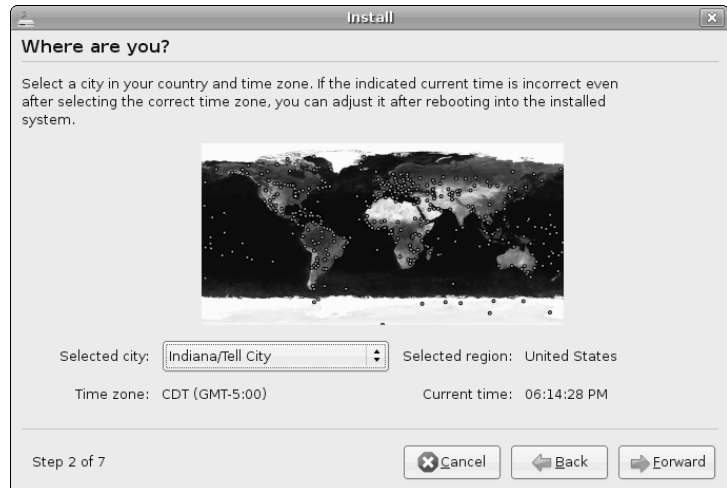 Install
Where are you?
Select a city in your country and time zone. If the indicated current time is incorrect even
after selecting the correct time zone, you can adjust it after rebooting into the installed
system.
Selected city: Indiana/Tell City Selected region: United States
Time zone: CDT (GMT-5:00) Current time: 06:14:28 PM
Step 2 of 7 Cancel Back Forward